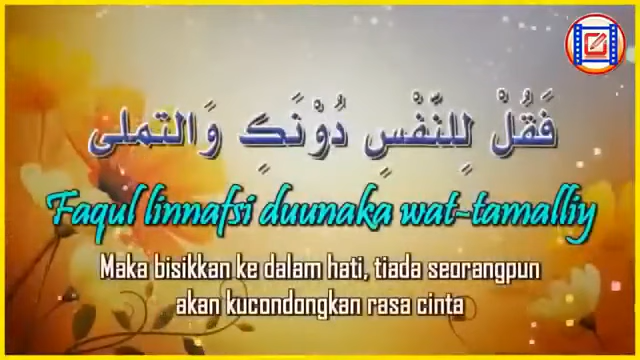 فَقُلْ لِلنَّفْسِ دُوْنَكِ وَالتملى
Faqul linnafsi duunaka wat-tamalliy
Maka bisikkan ke dalam hati, tiada seorangpun
akan kucondongkan rasa cinta